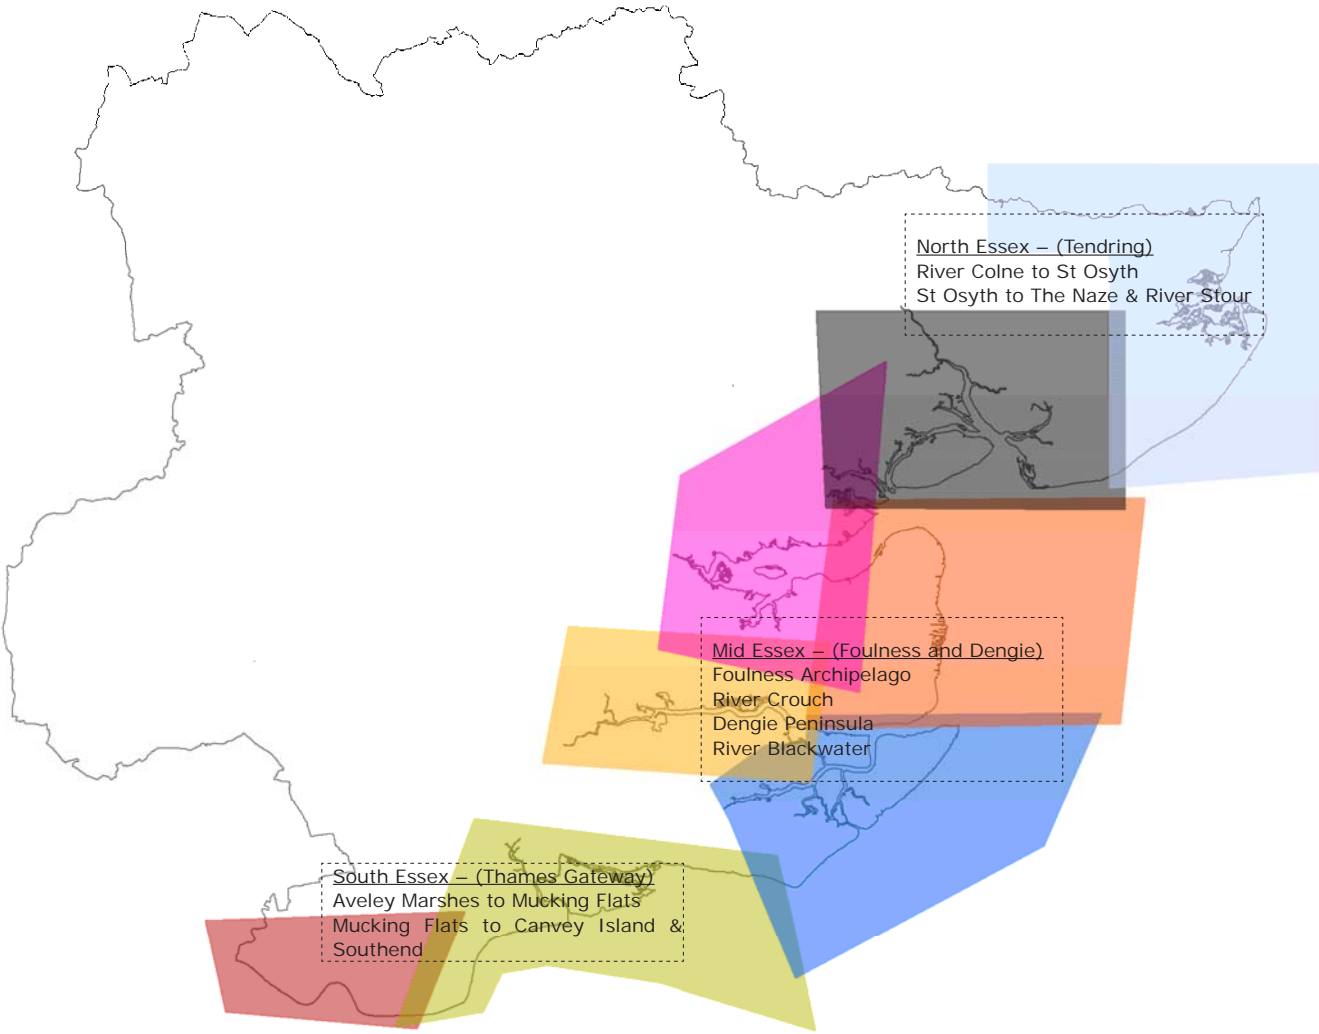 North Essex – (Tendring)
River Colne to St Osyth
St Osyth to The Naze & River Stour
Mid Essex – (Foulness and Dengie)
Foulness Archipelago
River Crouch
Dengie Peninsula
River Blackwater
South Essex – (Thames Gateway)
Aveley Marshes to Mucking Flats
Mucking Flats to Canvey Island &
Southend